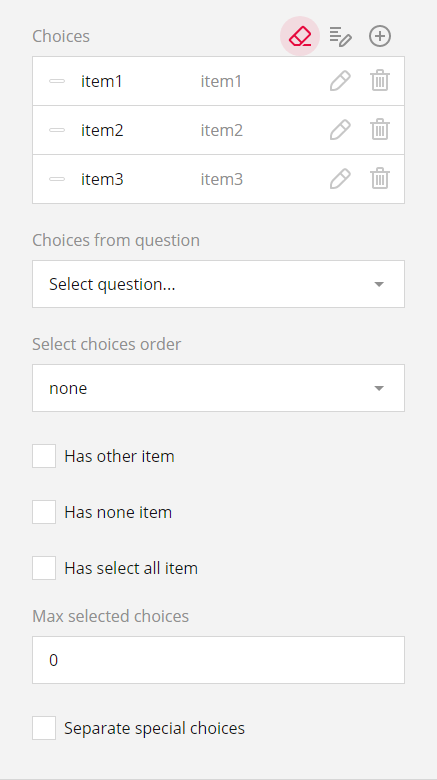 Choices
item1 item1
item2 item2
item3 item3
Choices from question
Select question...
Select choices order
none
Has other item
Has none item
Has select all item
Max selected choices
0
Separate special choices